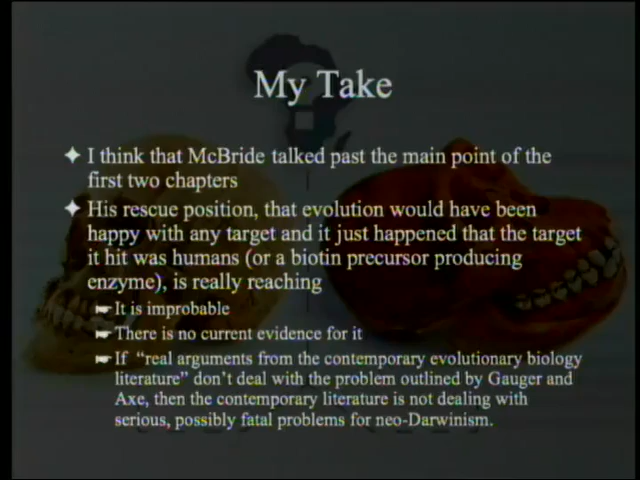 My Take
I think that McBride talked past the main point of the
first two chapters
His rescue position, that evolution would have been
happy with any target and it just happened that the target
it hit was humans (or a biotin precursor producing
enzyme), is really reaching
It is improbable
There is no current evidence for it
If “real arguments from the contemporary evolutionary biology
literature” don’t deal with the problem outlined by Gauger and
Axe, then the contemporary literature is not dealing with
serious, possibly fatal problems for neo-Darwinism.